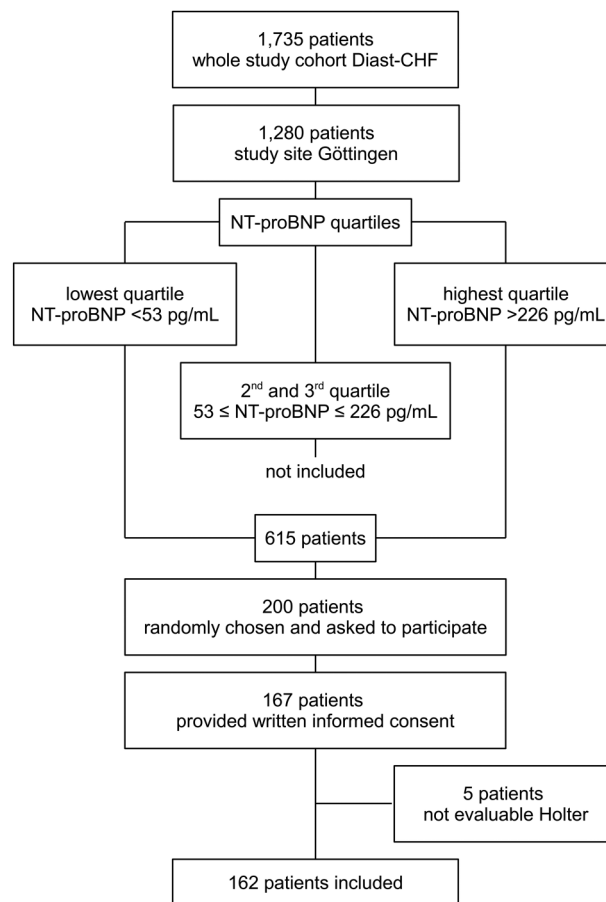 1,735 patients
whole study cohort Diast-CHF
1,280 patients
study site Göttingen
NT-proBNP quartiles
lowest quartile
NT-proBNP <53 pg/mL
highest quartile
NT-proBNP >226 pg/mL
2nd and 3rd quartile
53 ≤ NT-proBNP ≤ 226 pg/mL
not included
615 patients
200 patients
randomly chosen and asked to participate
167 patients
provided written informed consent
5 patients
not evaluable Holter
162 patients included